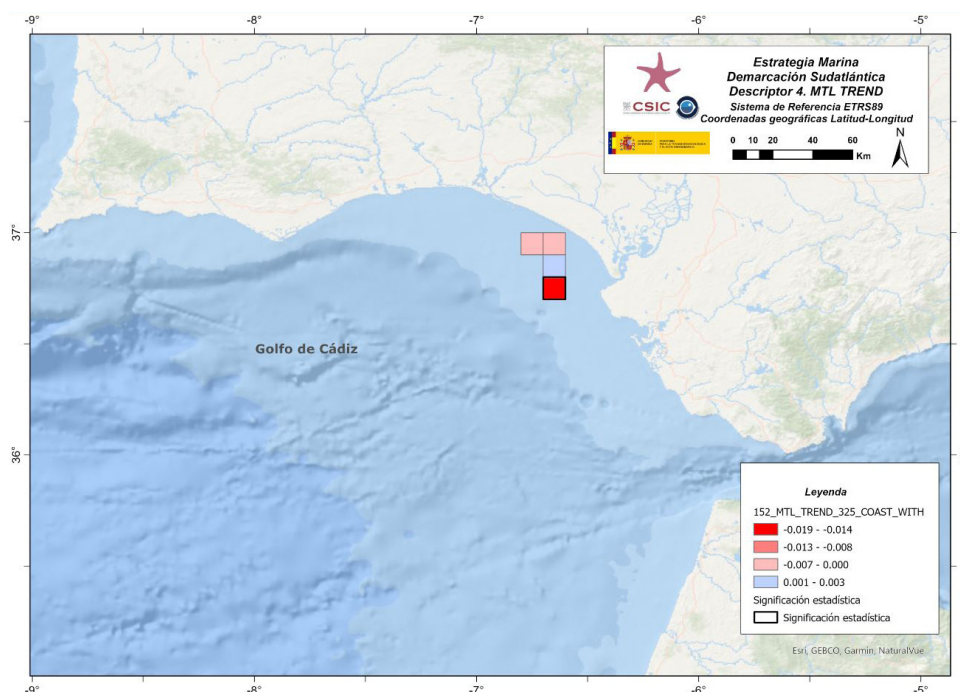 -9°
-8°
-7°
-6°
-5°
Estrategia Marina
Demarcación Sudatlántica
Descriptor 4. MTL TREND
Sistema de Referencia ETRS89
Coordenadas geográficas Latitud-Longitud
CSIC
0 10 20 40 60
Km
N
37°
36°
Golfo de Cádiz
Leyenda
152_MTL_TREND_325_COAST_WITH
-0.019 - -0.014
-0.013 - -0.008
-0.007 - 0.000
0.001 - 0.003
Significación estadística
Significación estadística
Esri, GEBCO, Garmin, NaturalVue
-9°
-8°
-7°
-6°
-5°